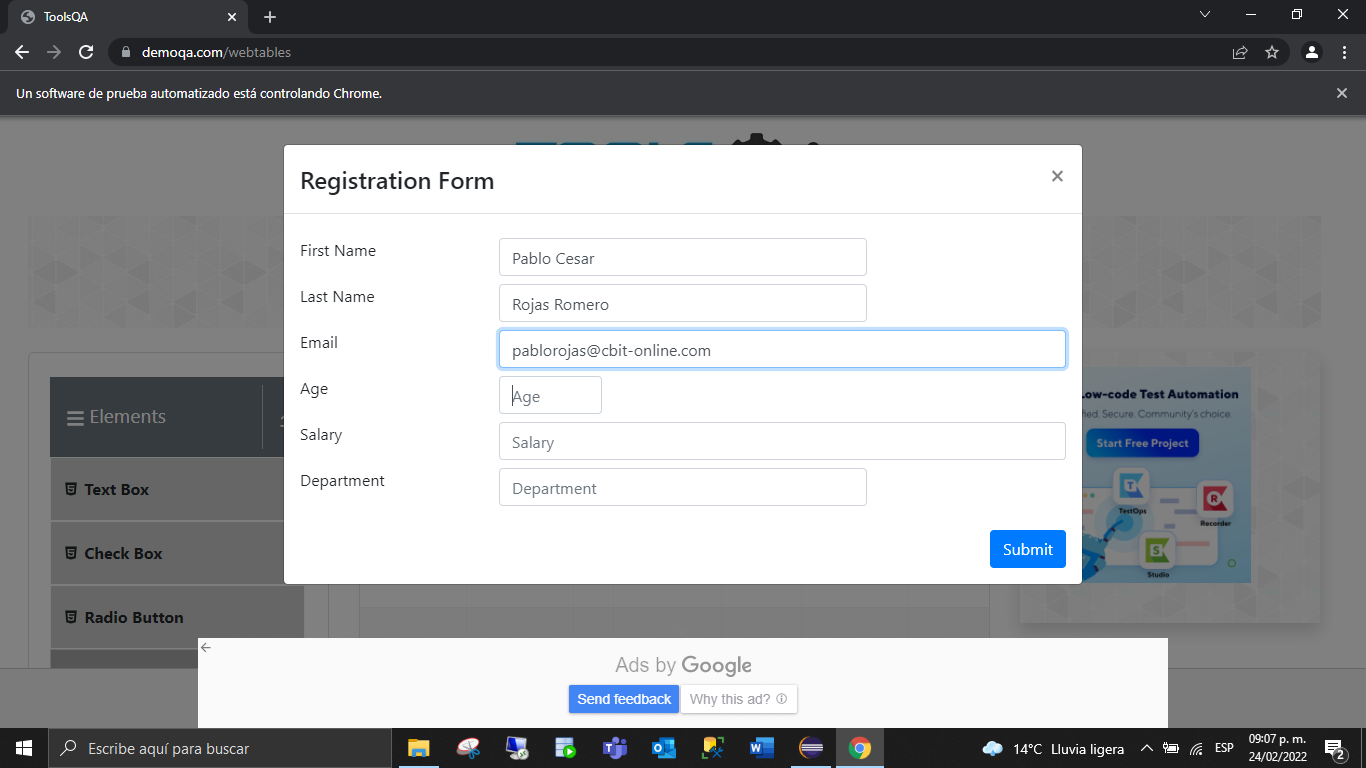 ToolsQA
demoqa.com/webtables
Un software de prueba automatizado está controlando Chrome.
Registration Form
First Name
Pablo Cesar
Last Name
Rojas Romero
Email
pablorojas@cbit-online.com
Age
Age
Salary
Salary
Department
Department
Submit
Elements
Text Box
Check Box
Radio Button
Low-code Test Automation
fied. Secure. Community's choice.
Start Free Project
TestOps
Recorder
Studio
Ads by Google
Send feedback
Why this ad?
Escribe aquí para buscar
14°C Lluvia ligera
ESP
09:07 p. m.
24/02/2022
2